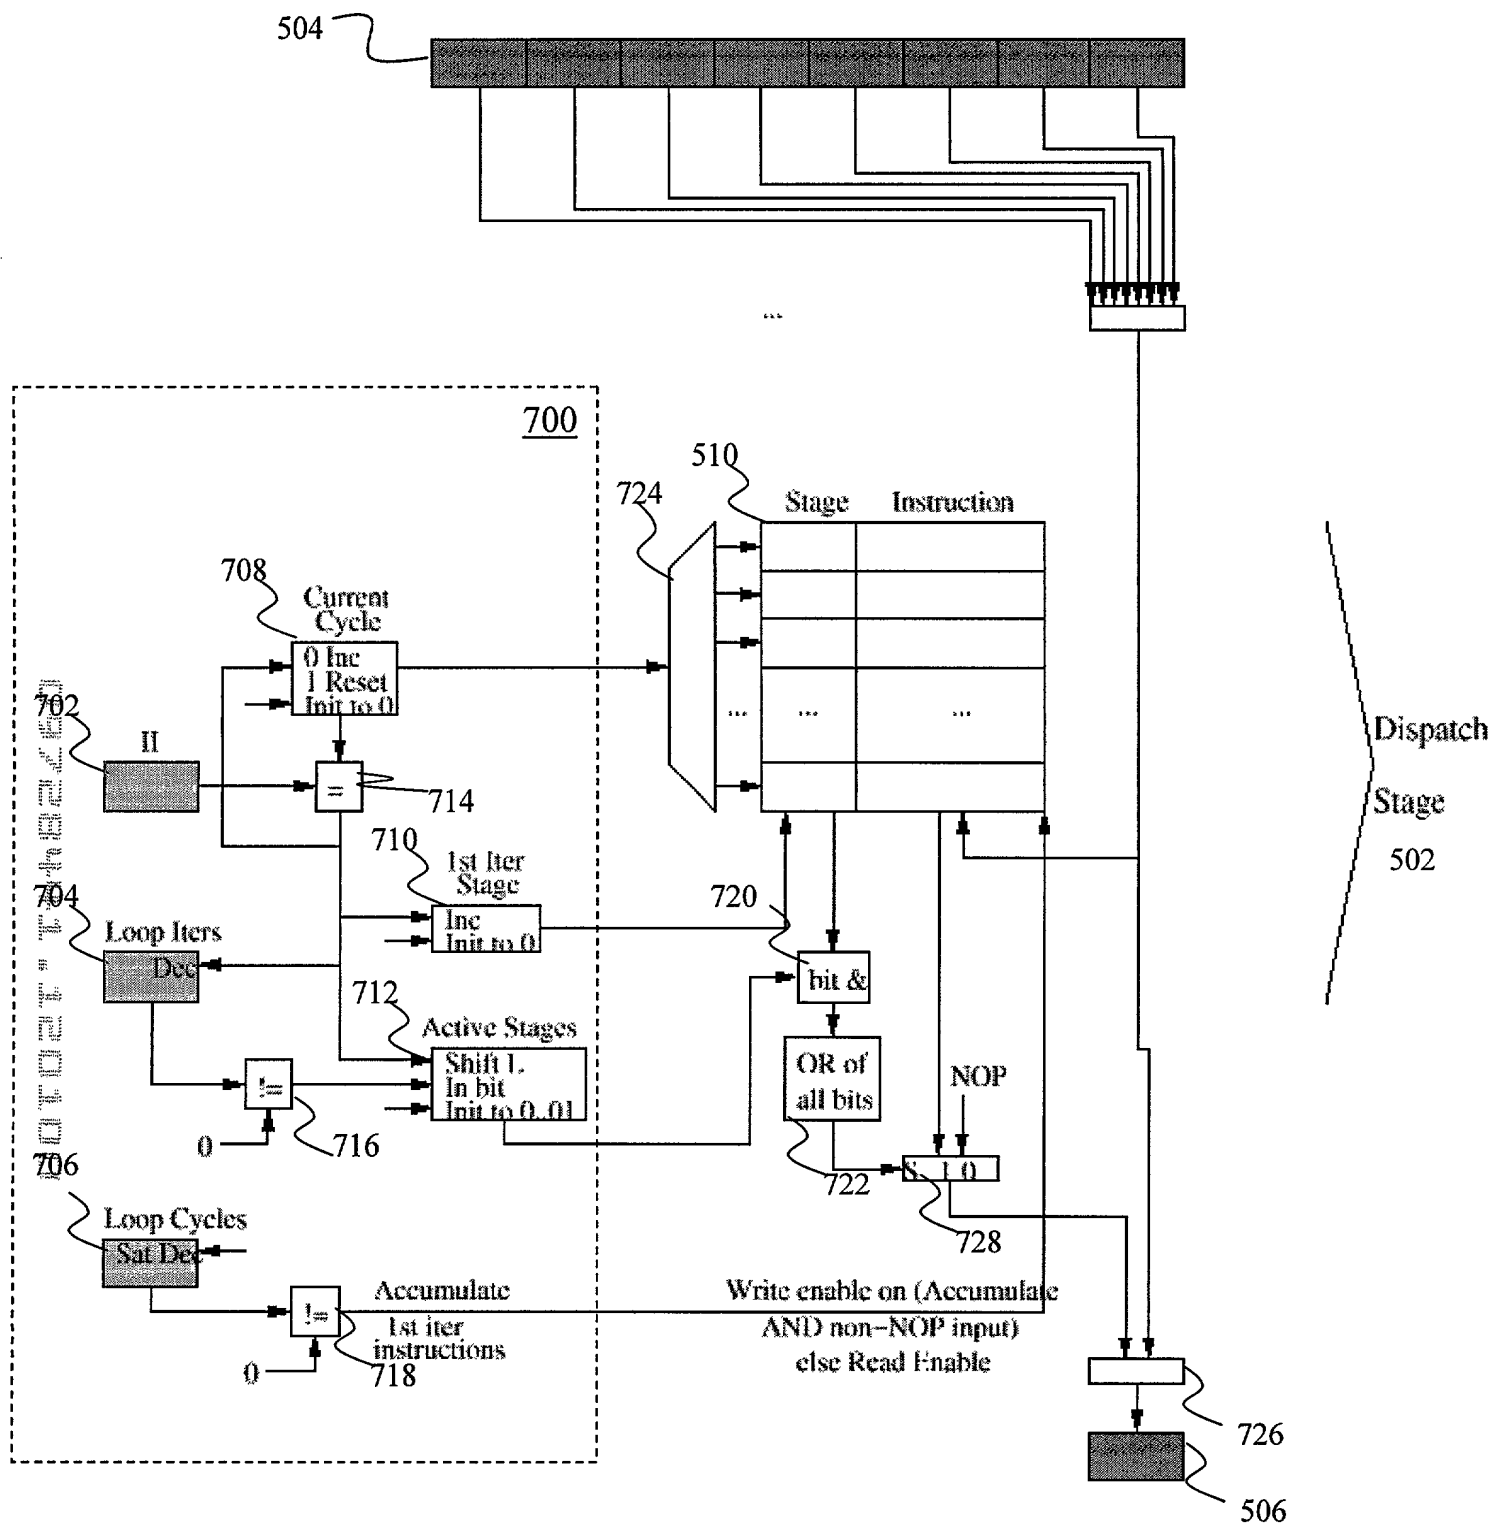 504
...
700
510
724
Stage
Instruction
708
Current
Cycle
0 Inc
1 Reset
Init to 0
702
II
=
714
...
...
...
Dispatch
Stage
502
710
1st Iter
Stage
Inc
Init to 0
720
704
Loop Iters
Dec
bit &
712
Active Stages
Shift L
In bit
Init to 0..01
OR of
all bits
NOP
!=
0
716
706
722
S 1 0
728
Loop Cycles
Sat Dec
!=
0
718
Accumulate
1st iter
instructions
Write enable on (Accumulate
AND non-NOP input)
else Read Enable
726
506